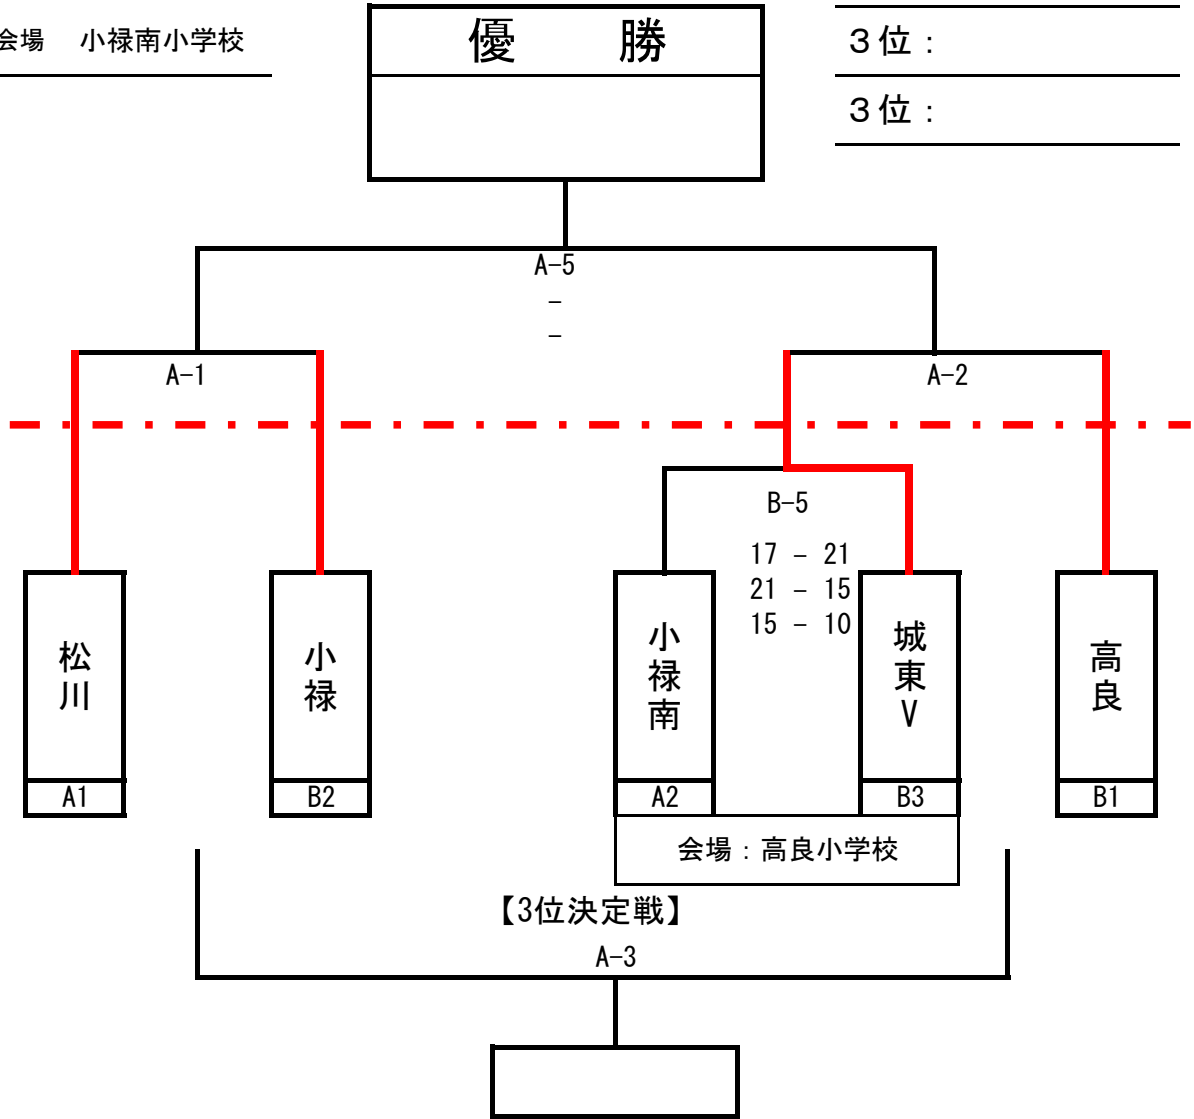 会場　小禄南小学校
優　勝
３位：
３位：
A−5
−
−
A−1
A−2
B−5
17 − 21
21 − 15
15 − 10
松川
小禄
小禄南
城東V
高良
A1
B2
A2
B3
B1
会場：高良小学校
【3位決定戦】
A−3